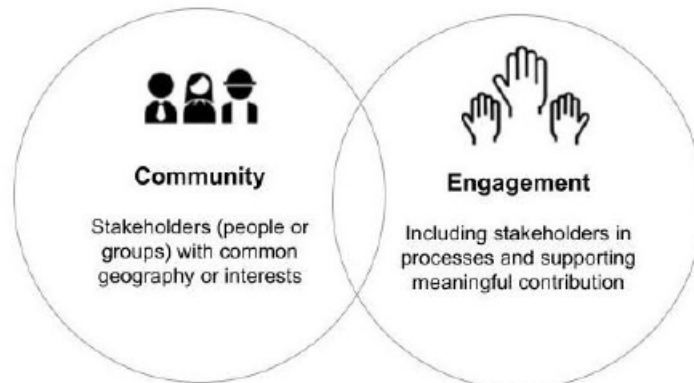 Community
Stakeholders (people or
groups) with common
geography or interests
Engagement
Including stakeholders in
processes and supporting
meaningful contribution